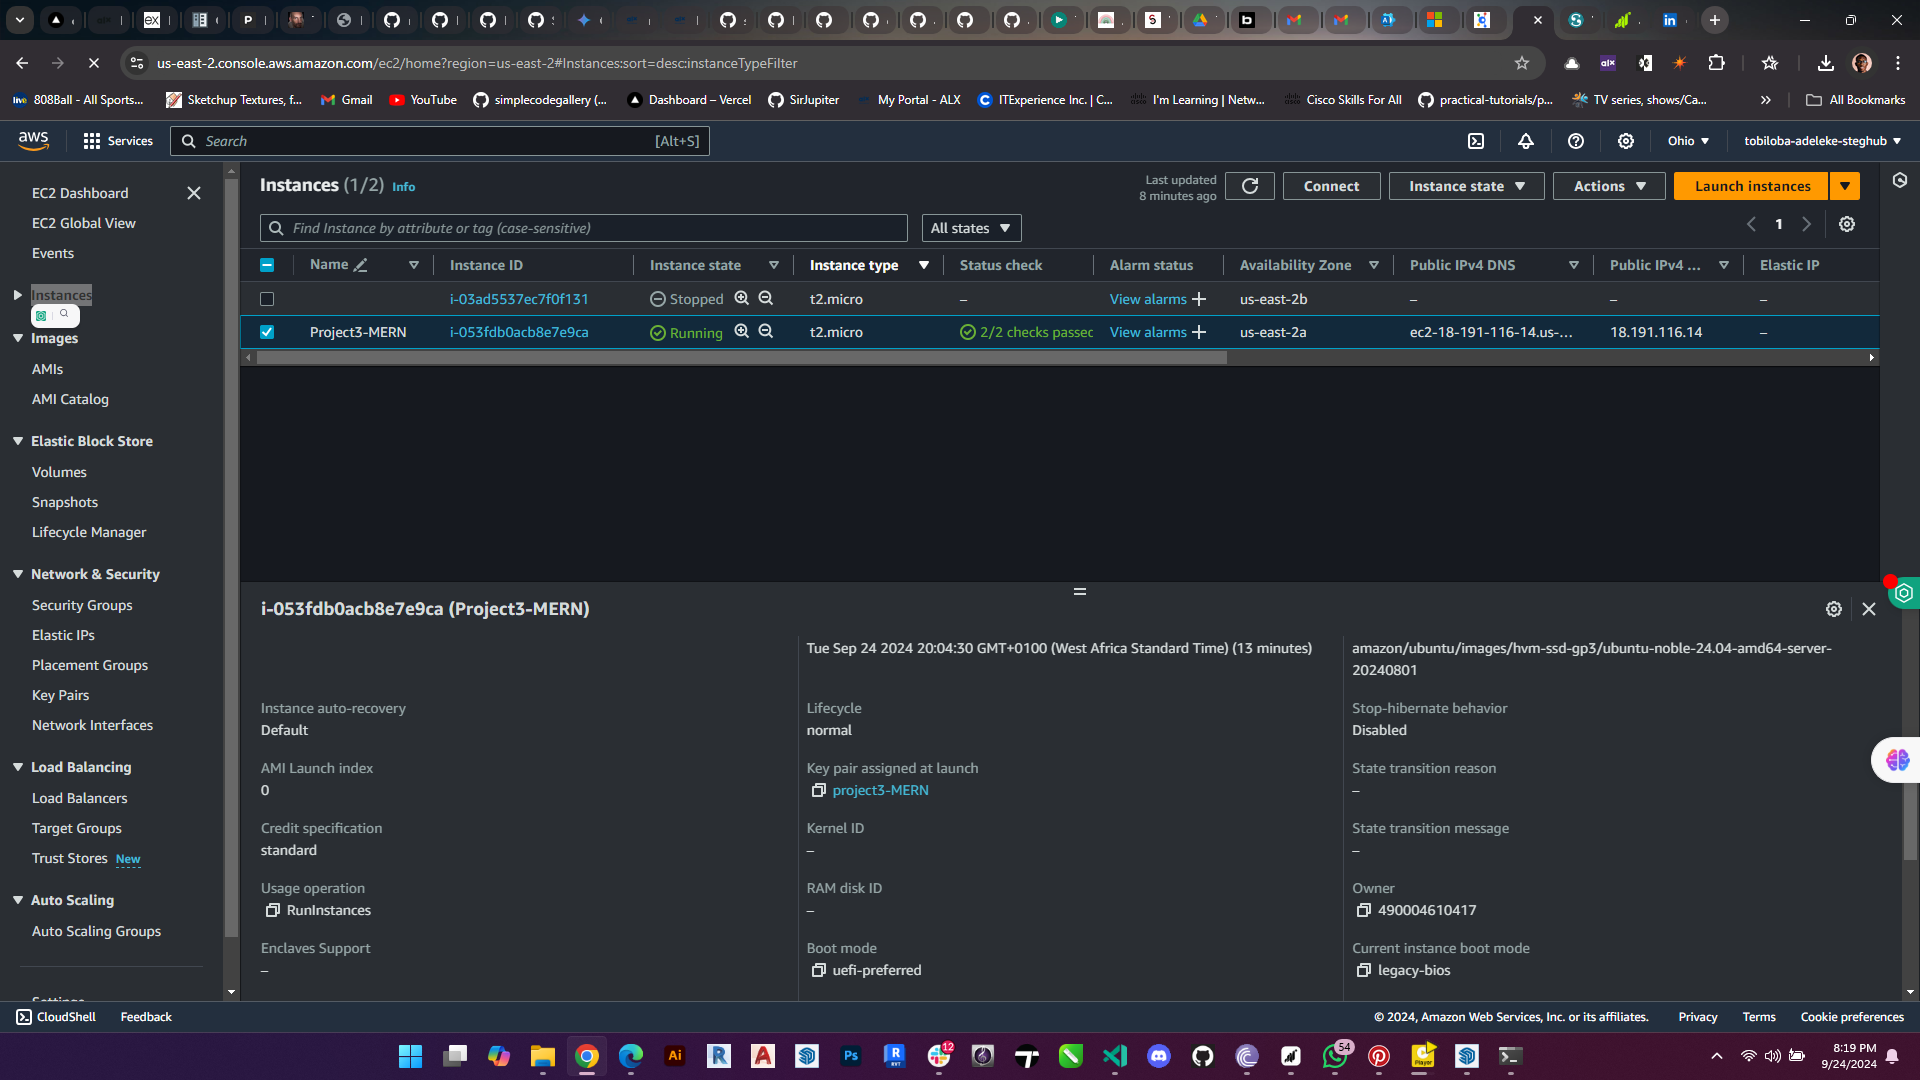 us-east-2.console.aws.amazon.com/ec2/home?region=us-east-2#Instances:sort=desc:instanceTypeFilter
808Ball - All Sports...
Sketchup Textures, f...
Gmail
YouTube
simplecodegallery (...
Dashboard – Vercel
SirJupiter
My Portal - ALX
ITExperience Inc. | C...
I'm Learning | Netw...
Cisco Skills For All
practical-tutorials/p...
TV series, shows/Ca...
All Bookmarks
aws
Services
Search
[Alt+S]
Ohio
tobiloba-adeleke-steghub
EC2 Dashboard
EC2 Global View
Events
Instances
Images
AMIs
AMI Catalog
Elastic Block Store
Volumes
Snapshots
Lifecycle Manager
Network & Security
Security Groups
Elastic IPs
Placement Groups
Key Pairs
Network Interfaces
Load Balancing
Load Balancers
Target Groups
Trust Stores New
Auto Scaling
Auto Scaling Groups
Settings
Instances (1/2) Info
Last updated
8 minutes ago
Connect
Instance state
Actions
Launch instances
Find Instance by attribute or tag (case-sensitive)
All states
1
Name
Instance ID
Instance state
Instance type
Status check
Alarm status
Availability Zone
Public IPv4 DNS
Public IPv4 ...
Elastic IP
i-03ad5537ec7f0f131 Stopped t2.micro – View alarms + us-east-2b – – –
Project3-MERN i-053fdb0acb8e7e9ca Running t2.micro 2/2 checks passec View alarms + us-east-2a ec2-18-191-116-14.us-... 18.191.116.14 –
i-053fdb0acb8e7e9ca (Project3-MERN)
Tue Sep 24 2024 20:04:30 GMT+0100 (West Africa Standard Time) (13 minutes)
amazon/ubuntu/images/hvm-ssd-gp3/ubuntu-noble-24.04-amd64-server-
20240801
Instance auto-recovery
Default
Lifecycle
normal
Stop-hibernate behavior
Disabled
AMI Launch index
0
Key pair assigned at launch
project3-MERN
State transition reason
–
Credit specification
standard
Kernel ID
–
State transition message
–
Usage operation
RunInstances
RAM disk ID
–
Owner
490004610417
Enclaves Support
–
Boot mode
uefi-preferred
Current instance boot mode
legacy-bios
CloudShell
Feedback
© 2024, Amazon Web Services, Inc. or its affiliates.
Privacy
Terms
Cookie preferences
12
54
8:19 PM
9/24/2024